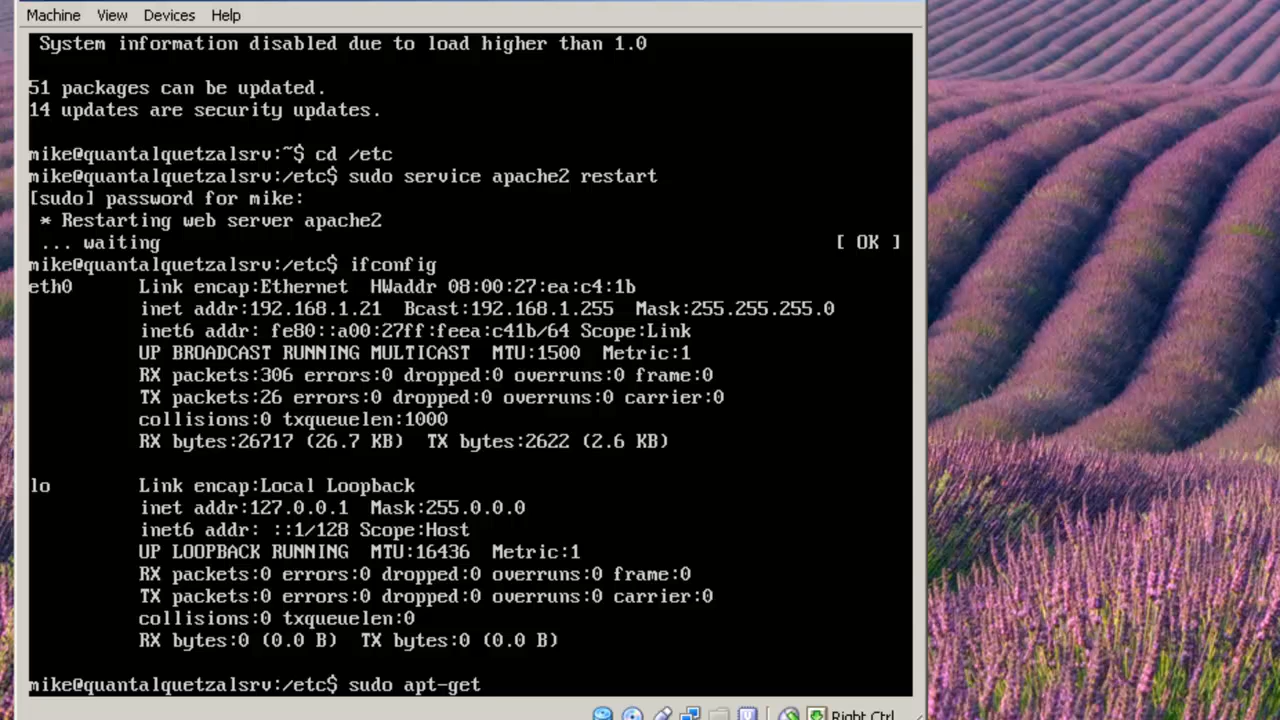 Machine View Devices Help
System information disabled due to load higher than 1.0
51 packages can be updated.
14 updates are security updates.
mike@quantalquetzalsrv:~$ cd /etc
mike@quantalquetzalsrv:/etc$ sudo service apache2 restart
[sudo] password for mike:
* Restarting web server apache2
... waiting [ OK ]
mike@quantalquetzalsrv:/etc$ ifconfig
eth0 Link encap:Ethernet HWaddr 08:00:27:ea:c4:1b
inet addr:192.168.1.21 Bcast:192.168.1.255 Mask:255.255.255.0
inet6 addr: fe80::a00:27ff:feea:c41b/64 Scope:Link
UP BROADCAST RUNNING MULTICAST MTU:1500 Metric:1
RX packets:306 errors:0 dropped:0 overruns:0 frame:0
TX packets:26 errors:0 dropped:0 overruns:0 carrier:0
collisions:0 txqueuelen:1000
RX bytes:26717 (26.7 KB) TX bytes:2622 (2.6 KB)
lo Link encap:Local Loopback
inet addr:127.0.0.1 Mask:255.0.0.0
inet6 addr: ::1/128 Scope:Host
UP LOOPBACK RUNNING MTU:16436 Metric:1
RX packets:0 errors:0 dropped:0 overruns:0 frame:0
TX packets:0 errors:0 dropped:0 overruns:0 carrier:0
collisions:0 txqueuelen:0
RX bytes:0 (0.0 B) TX bytes:0 (0.0 B)
mike@quantalquetzalsrv:/etc$ sudo apt-get
Right Ctrl